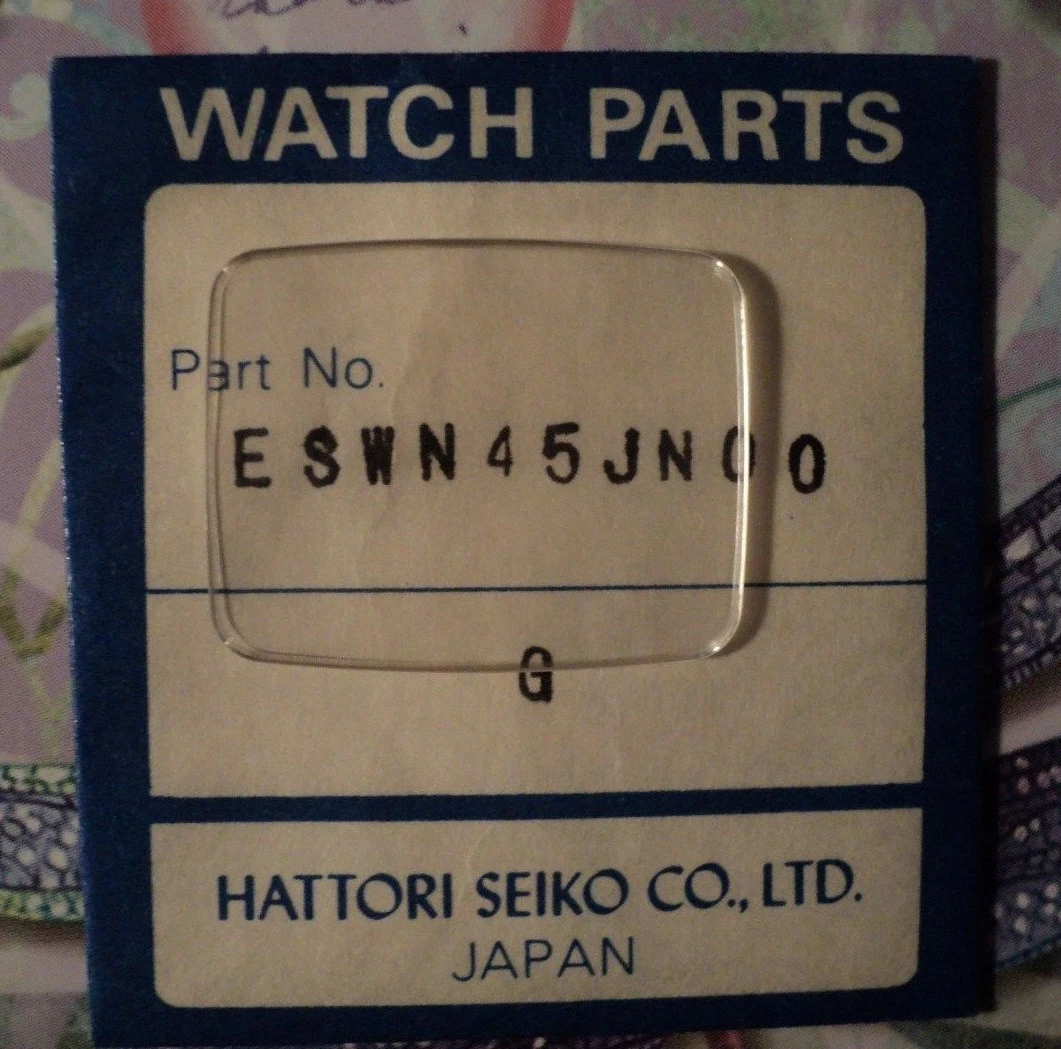 WATCH PARTS
Part No.
ESWN45JN00
G
HATTORI SEIKO CO., LTD.
JAPAN